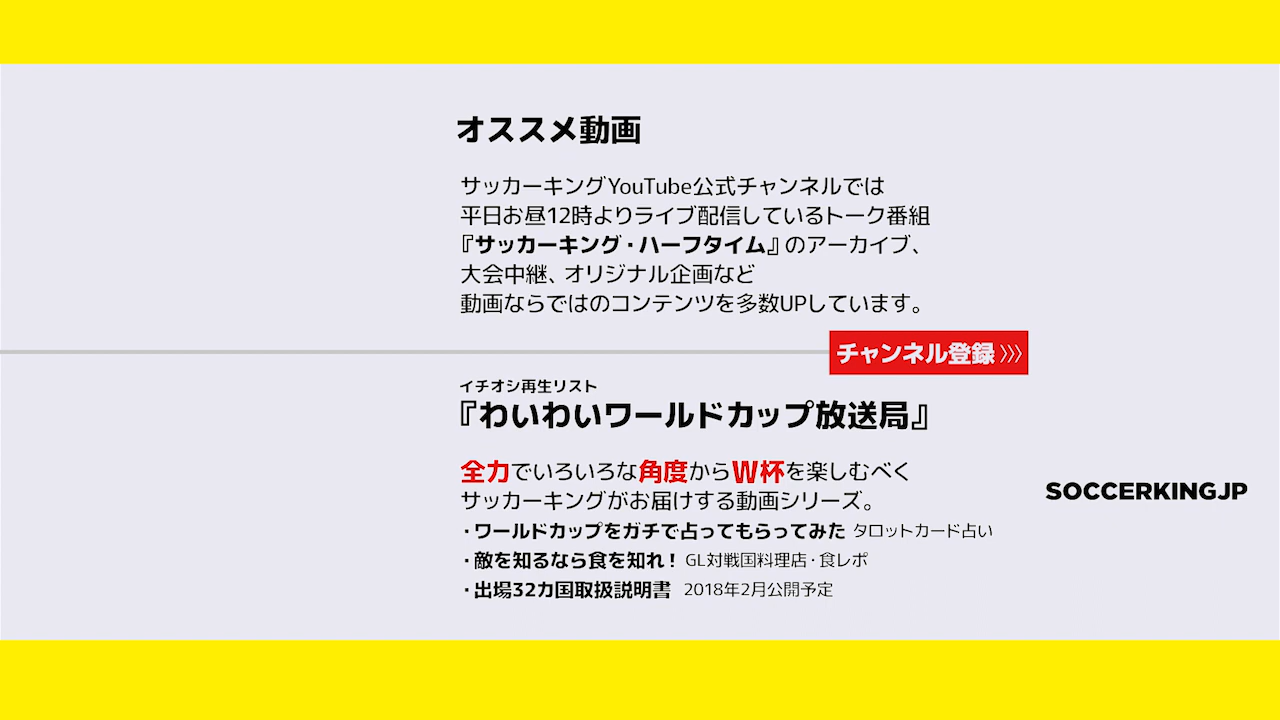 オススメ動画
サッカーキングYouTube公式チャンネルでは
平日お昼12時よりライブ配信しているトーク番組
『サッカーキング・ハーフタイム』のアーカイブ、
大会中継、オリジナル企画など
動画ならではのコンテンツを多数UPしています。
チャンネル登録 》》》
イチオシ再生リスト
『わいわいワールドカップ放送局』
全力でいろいろな角度からW杯を楽しむべく
サッカーキングがお届けする動画シリーズ。
・ワールドカップをガチで占ってもらってみた タロットカード占い
・敵を知るなら食を知れ! GL対戦国料理店・食レポ
・出場32カ国取扱説明書 2018年2月公開予定
SOCCERKINGJP